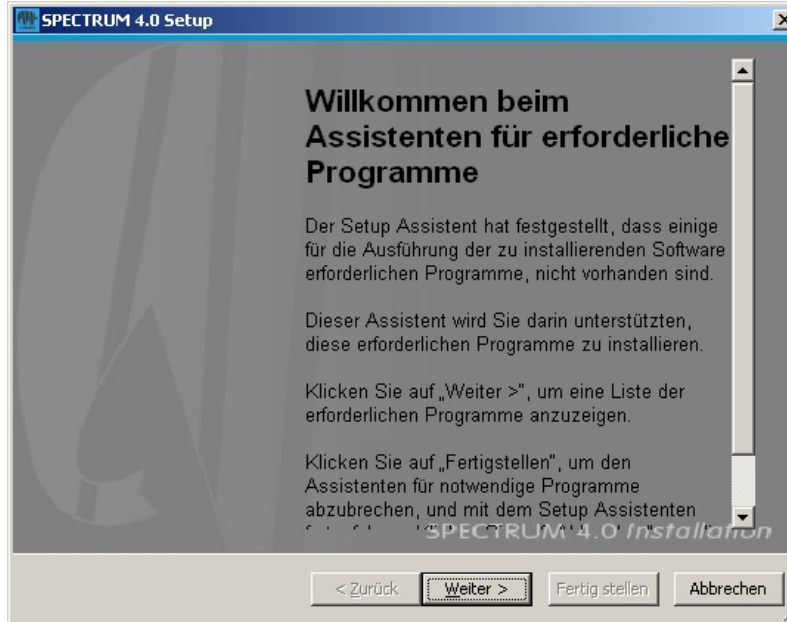 SPECTRUM 4.0 Setup
Willkommen beim
Assistenten für erforderliche
Programme
Der Setup Assistent hat festgestellt, dass einige
für die Ausführung der zu installierenden Software
erforderlichen Programme, nicht vorhanden sind.
Dieser Assistent wird Sie darin unterstützten,
diese erforderlichen Programme zu installieren.
Klicken Sie auf „Weiter >", um eine Liste der
erforderlichen Programme anzuzeigen.
Klicken Sie auf „Fertigstellen", um den
Assistenten für notwendige Programme
abzubrechen, und mit dem Setup Assistenten
SPECTRUM 4.0 Installation
< Zurück
Weiter >
Fertig stellen
Abbrechen